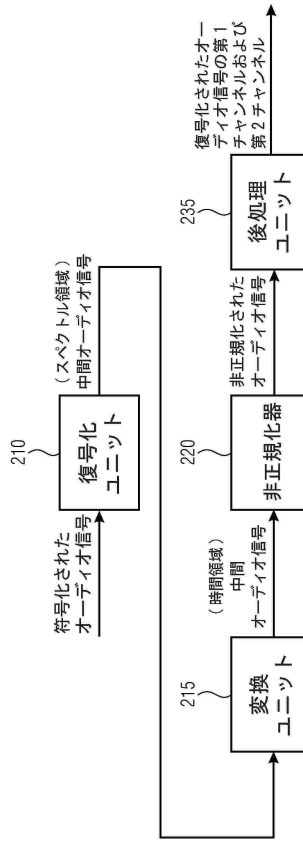 符号化された
オーディオ信号
210
復号化
ユニット
(スペクトル領域)
中間オーディオ信号
215
変換
ユニット
(時間領域)
中間
オーディオ信号
220
非正規化器
非正規化された
オーディオ信号
235
後処理
ユニット
復号化されたオー
ディオ信号の第1
チャンネルおよび
第2チャンネル